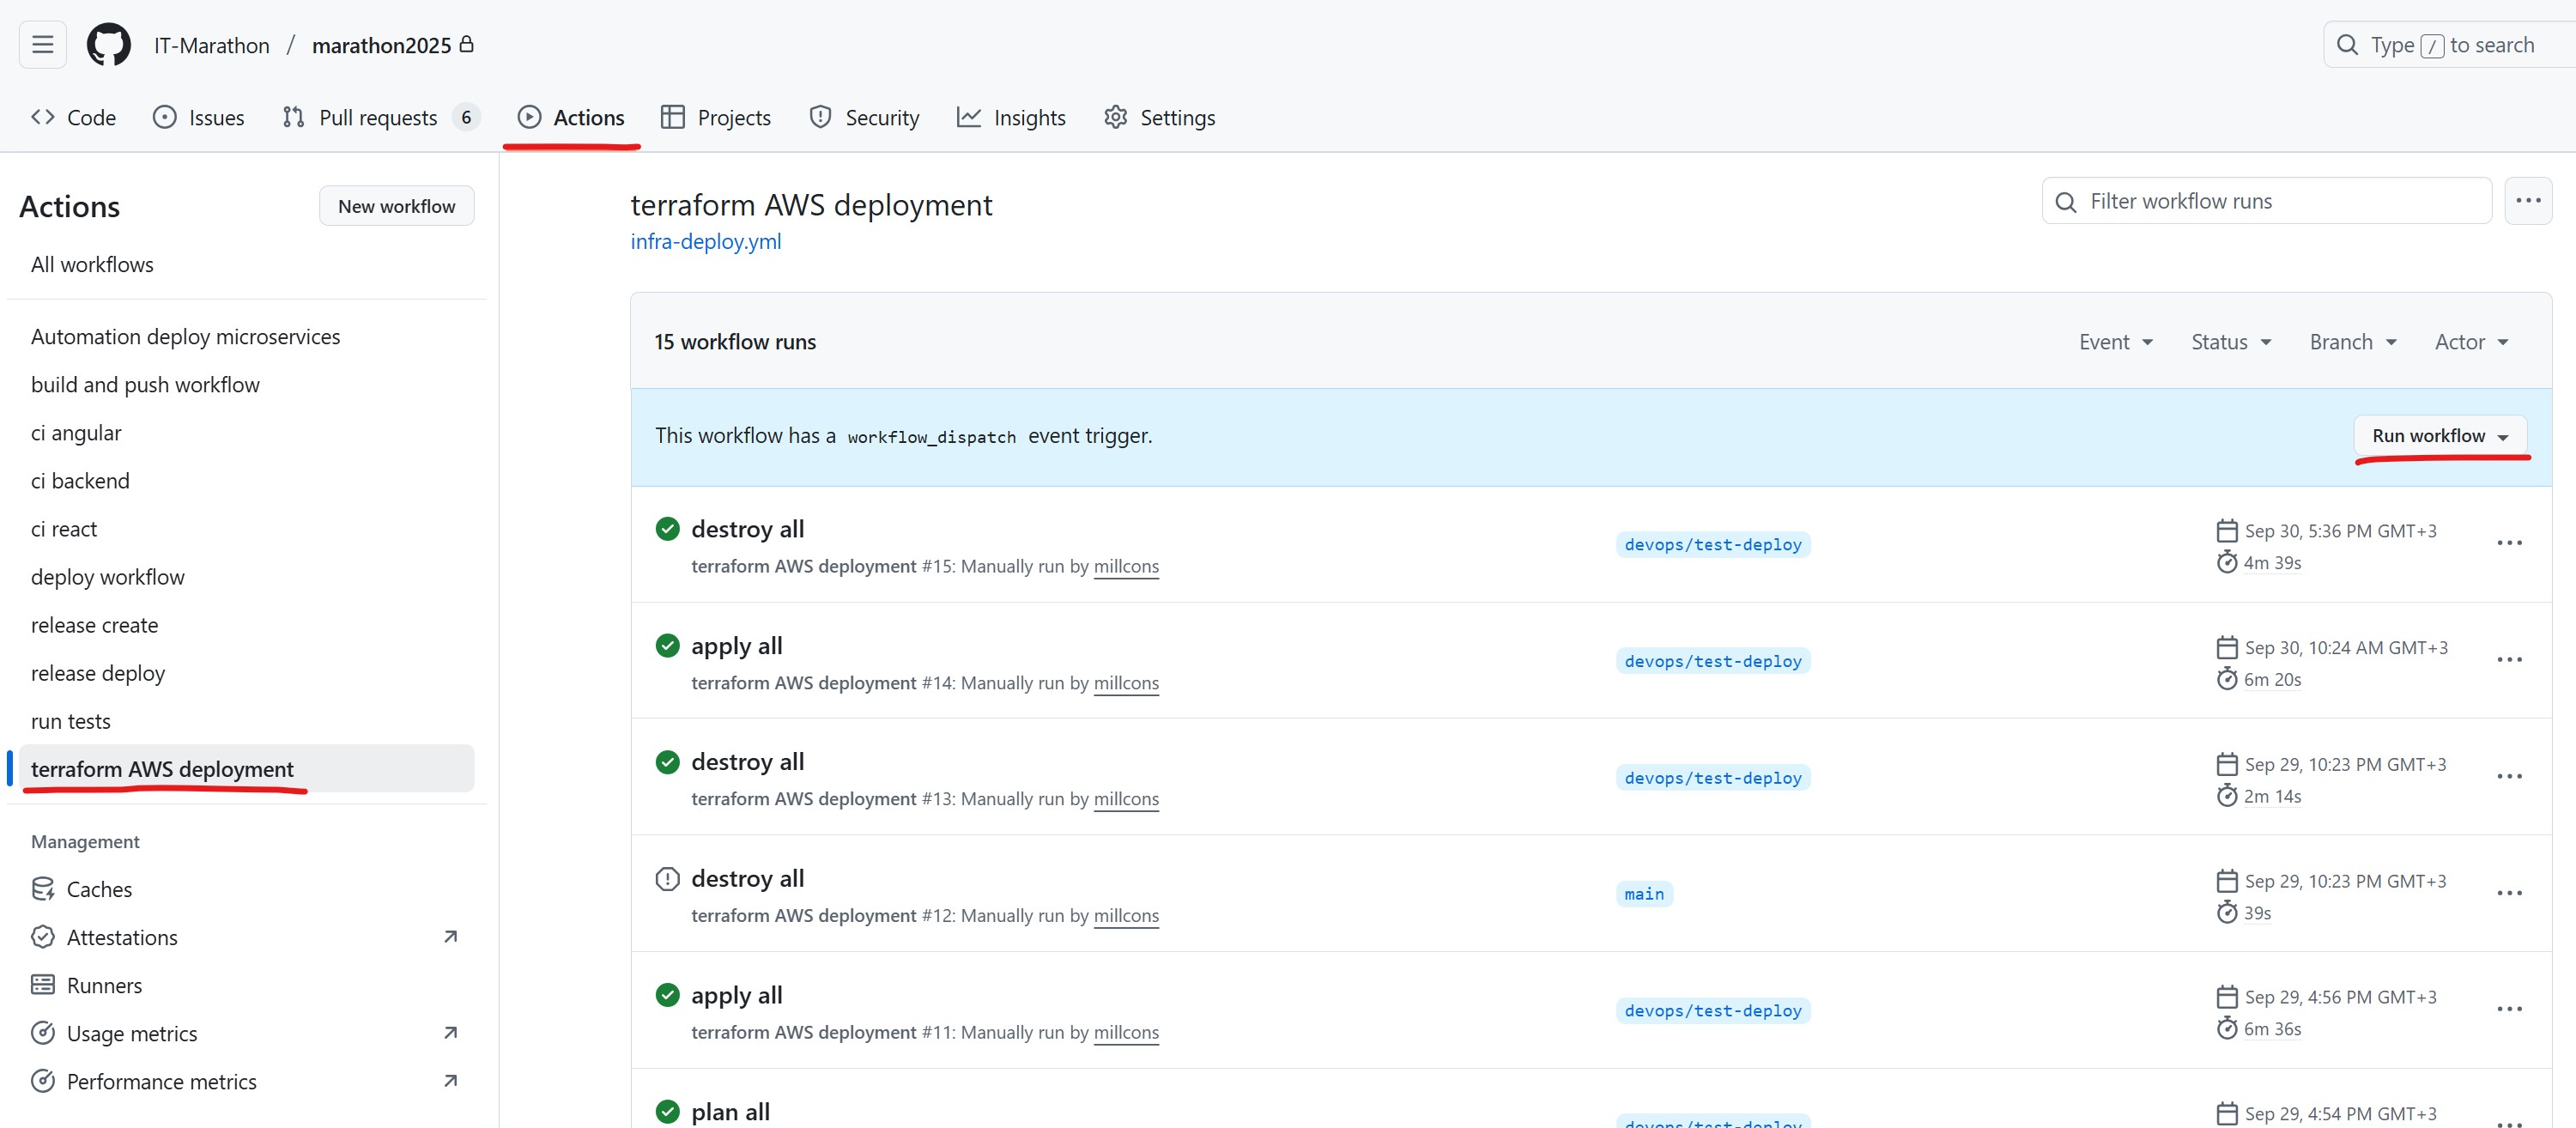 IT-Marathon / marathon2025
Type / to search
Code Issues Pull requests 6 Actions Projects Security Insights Settings
Actions
New workflow
All workflows
Automation deploy microservices
build and push workflow
ci angular
ci backend
ci react
deploy workflow
release create
release deploy
run tests
terraform AWS deployment
Management
Caches
Attestations
Runners
Usage metrics
Performance metrics
terraform AWS deployment
infra-deploy.yml
Filter workflow runs
15 workflow runs
Event Status Branch Actor
This workflow has a workflow_dispatch event trigger.
Run workflow
destroy all
terraform AWS deployment #15: Manually run by millcons
devops/test-deploy
Sep 30, 5:36 PM GMT+3
4m 39s
apply all
terraform AWS deployment #14: Manually run by millcons
devops/test-deploy
Sep 30, 10:24 AM GMT+3
6m 20s
destroy all
terraform AWS deployment #13: Manually run by millcons
devops/test-deploy
Sep 29, 10:23 PM GMT+3
2m 14s
destroy all
terraform AWS deployment #12: Manually run by millcons
main
Sep 29, 10:23 PM GMT+3
39s
apply all
terraform AWS deployment #11: Manually run by millcons
devops/test-deploy
Sep 29, 4:56 PM GMT+3
6m 36s
plan all
devops/test-deploy
Sep 29, 4:54 PM GMT+3